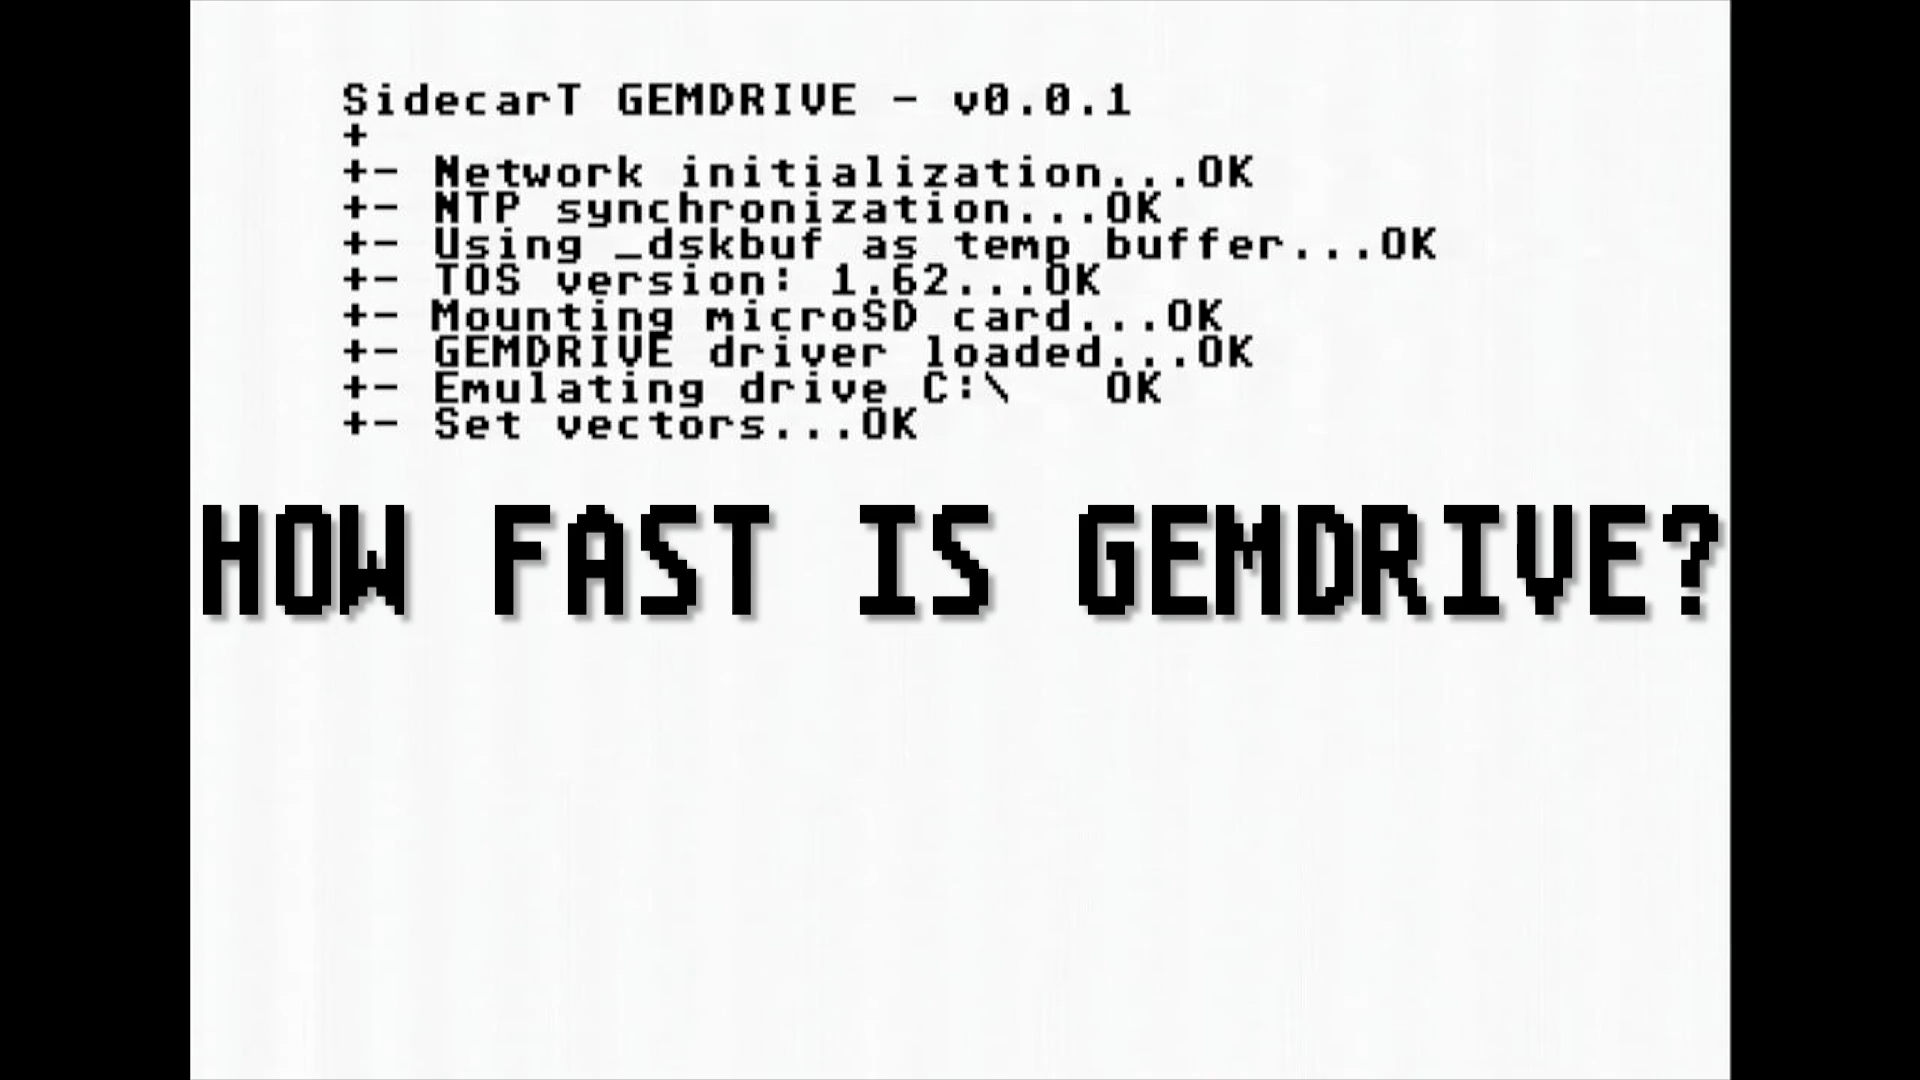 SidecarT GEMDRIVE - v0.0.1
+
+- Network initialization...OK
+- NTP synchronization...OK
+- Using _dskbuf as temp buffer...OK
+- TOS version: 1.62...OK
+- Mounting microSD card...OK
+- GEMDRIVE driver loaded...OK
+- Emulating drive C:\   OK
+- Set vectors...OK
HOW FAST IS GEMDRIVE?